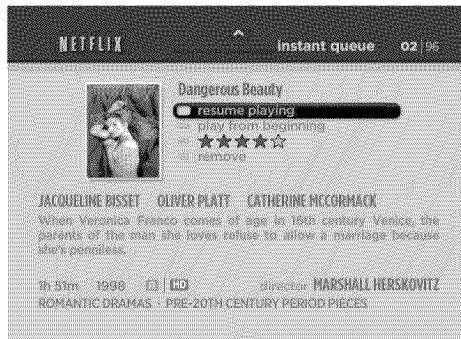 NETFLIX
instant queue 02 | 96
Dangerous Beauty
resume playing
play from beginning
remove
JACQUELINE BISSET OLIVER PLATT CATHERINE MCCORMACK
When Veronica Franco comes of age in 16th century Venice, the
parents of the man she loves refuse to allow a marriage because
she's penniless.
1h 51m 1998 HD director MARSHALL HERSKOVITZ
ROMANTIC DRAMAS · PRE-20TH CENTURY PERIOD PIECES